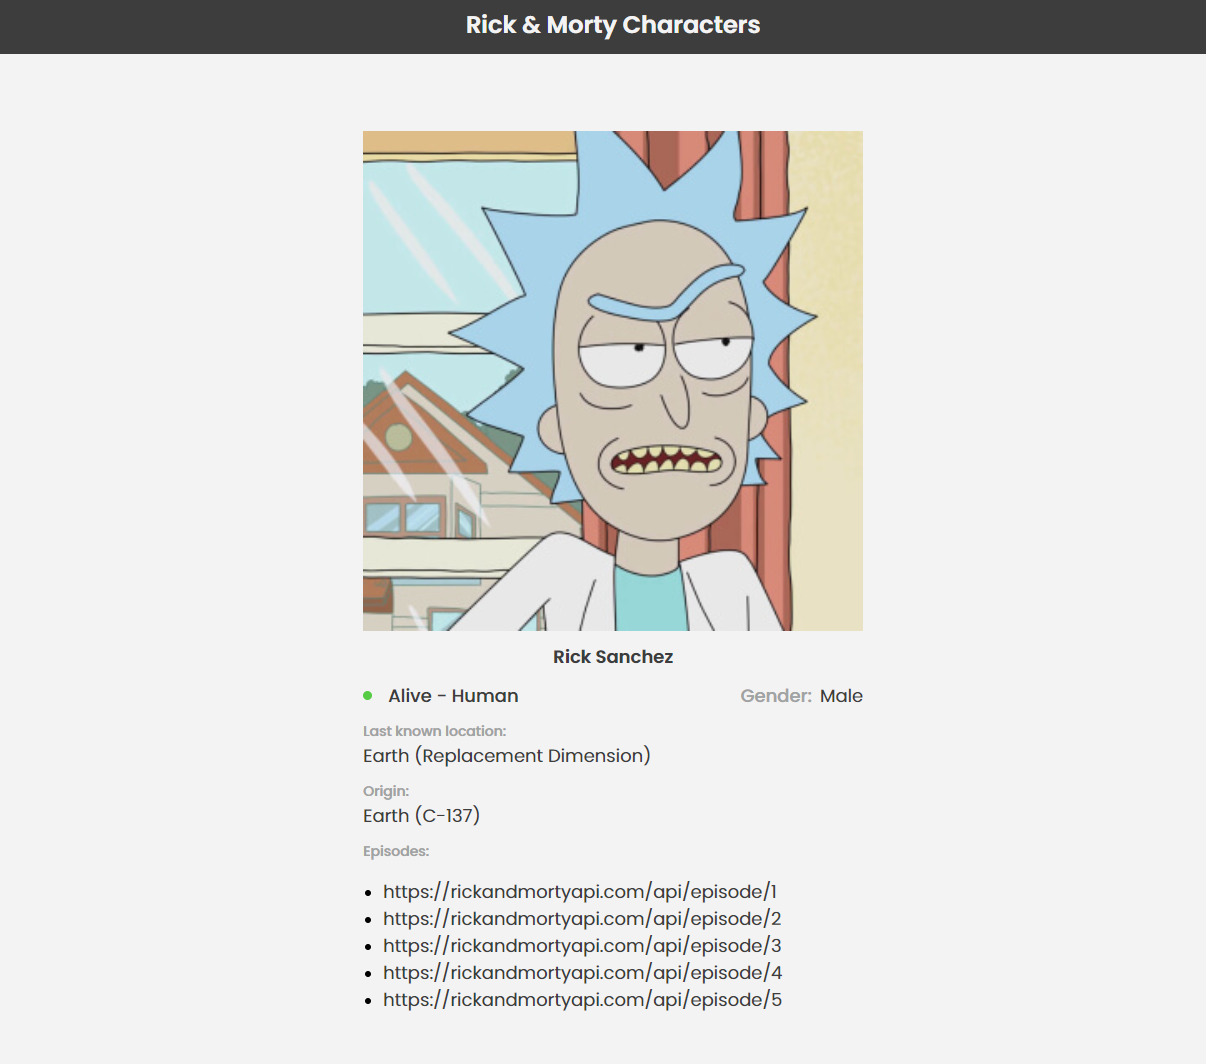 Rick & Morty Characters
Rick Sanchez
Alive - Human Gender: Male
Last known location:
Earth (Replacement Dimension)
Origin:
Earth (C-137)
Episodes:
https://rickandmortyapi.com/api/episode/1
https://rickandmortyapi.com/api/episode/2
https://rickandmortyapi.com/api/episode/3
https://rickandmortyapi.com/api/episode/4
https://rickandmortyapi.com/api/episode/5